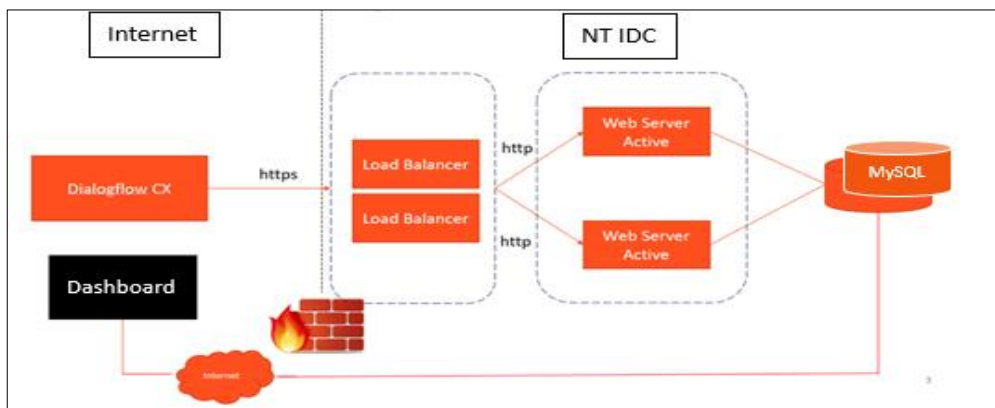 Internet
NT IDC
Load Balancer
Load Balancer
http
http
Web Server
Active
Web Server
Active
MySQL
Dialogflow CX
https
Dashboard
Internet
3